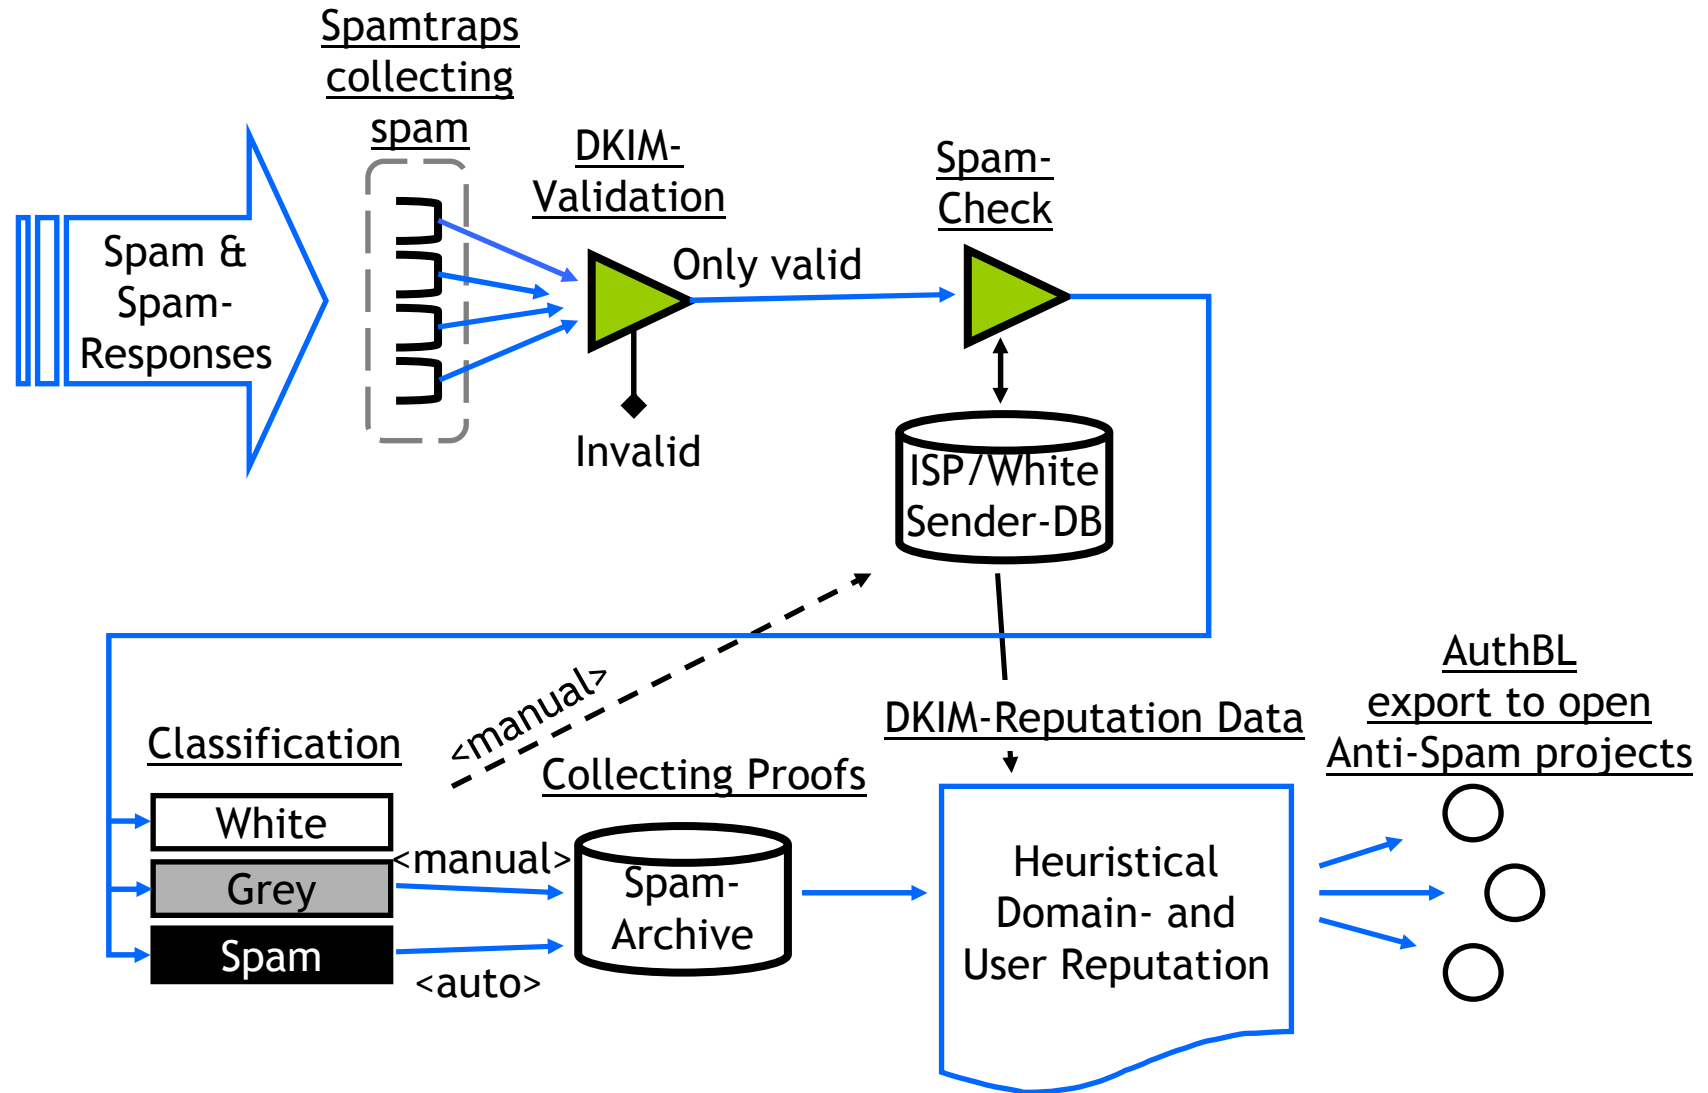 Spamtraps
collecting
spam
DKIM-
Validation
Spam-
Check
Spam &
Spam-
Responses
Only valid
Invalid
ISP/White
Sender-DB
<manual>
Classification
White
Grey
Spam
<manual>
<auto>
Collecting Proofs
Spam-
Archive
DKIM-Reputation Data
Heuristical
Domain- and
User Reputation
AuthBL
export to open
Anti-Spam projects